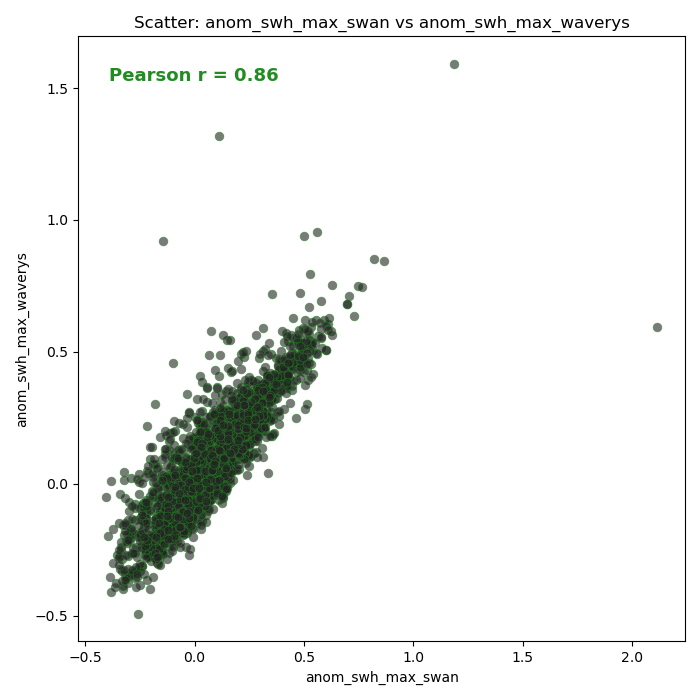 Scatter: anom_swh_max_swan vs anom_swh_max_waverys
Pearson r = 0.86
1.5
1.0
0.5
0.0
−0.5
anom_swh_max_waverys
−0.5
0.0
0.5
1.0
1.5
2.0
anom_swh_max_swan